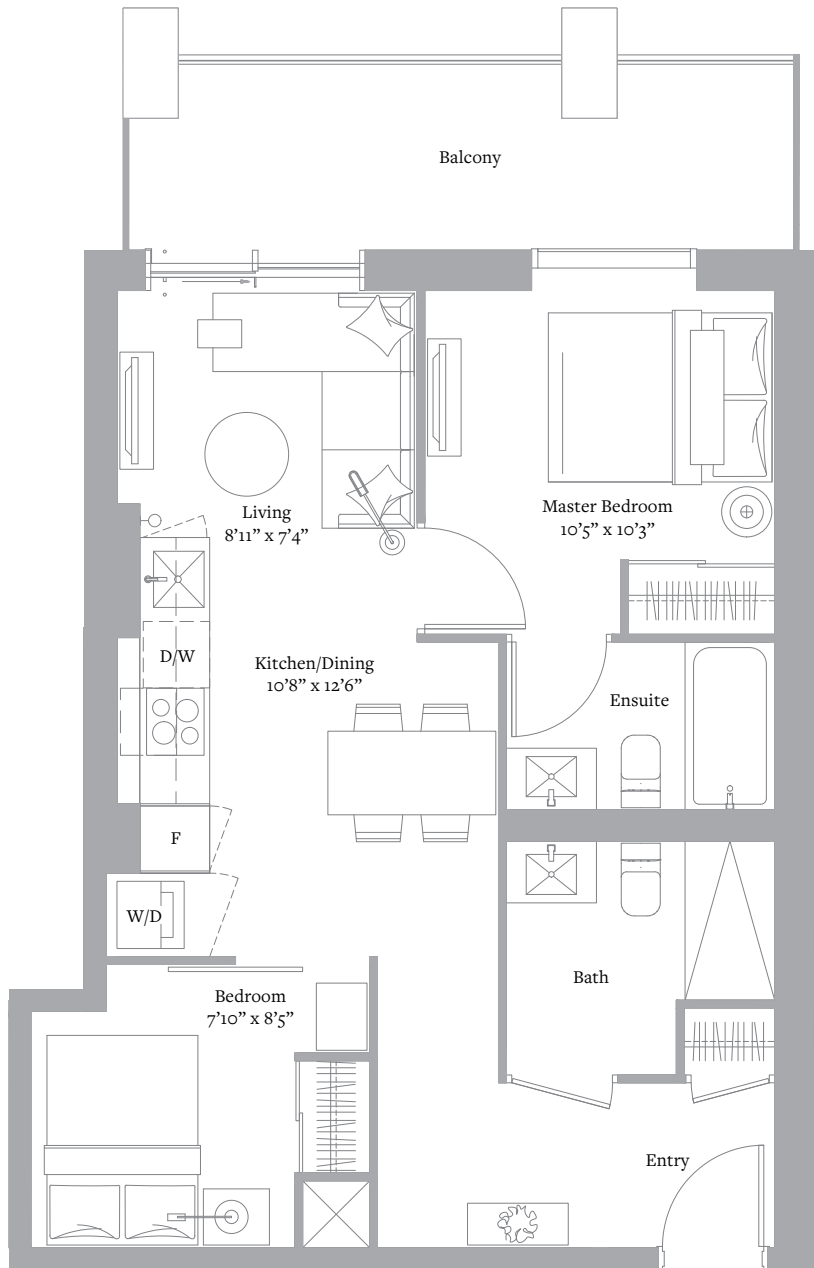 Balcony
Living
8’11” x 7’4”
Master Bedroom
10’5” x 10’3”
D/W
Kitchen/Dining
10’8” x 12’6”
Ensuite
F
W/D
Bath
Bedroom
7’10” x 8’5”
Entry